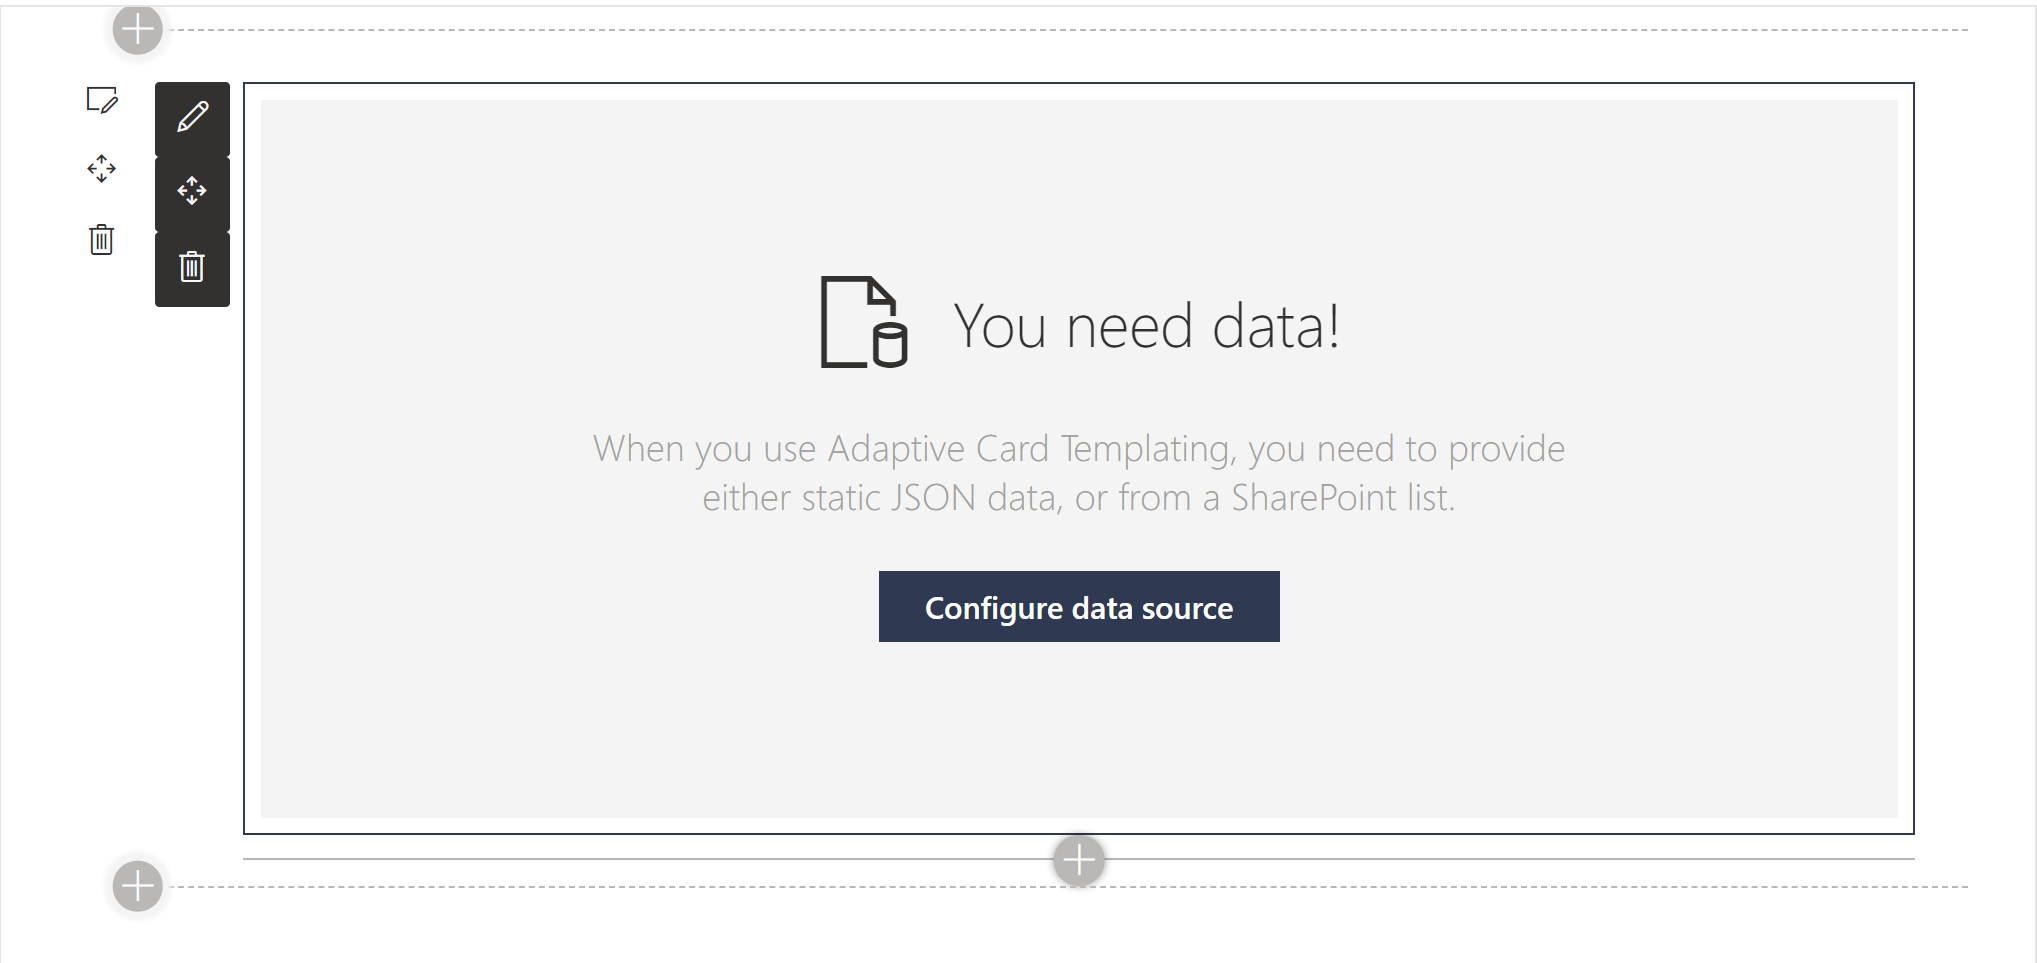 You need data!
When you use Adaptive Card Templating, you need to provide
either static JSON data, or from a SharePoint list.
Configure data source